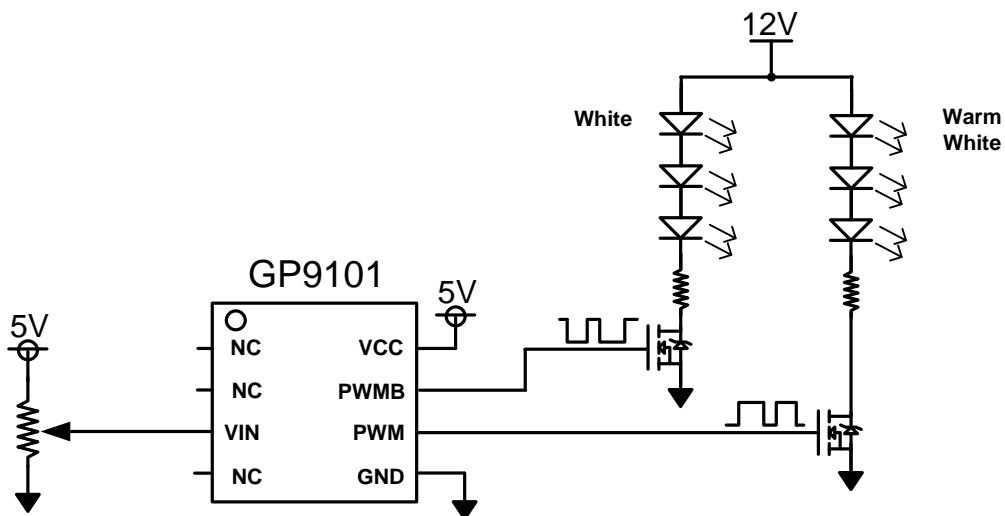 12V
White
Warm
White
GP9101
5V
5V
NC
VCC
NC
PWMB
VIN
PWM
NC
GND